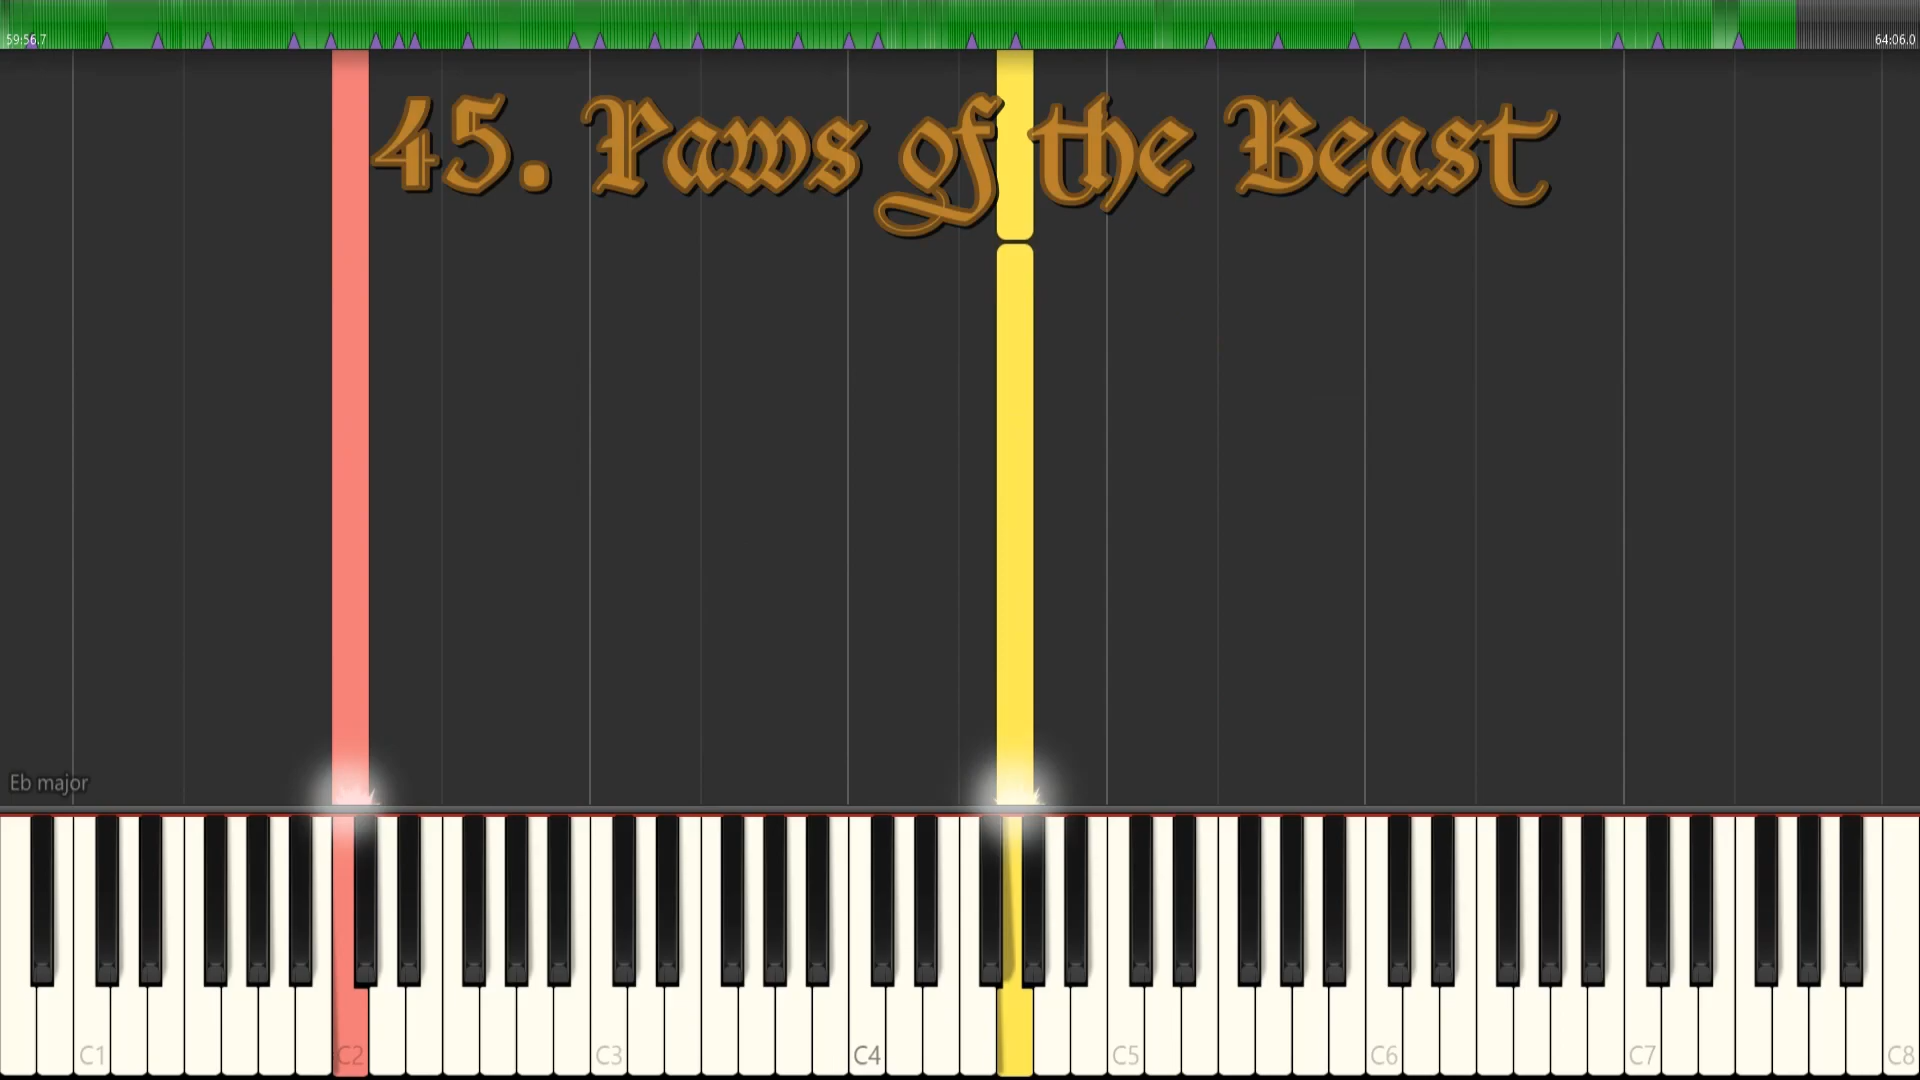 59:56.7
64:06.0
45. Paws of the Beast
Eb major
C1 C2 C3 C4 C5 C6 C7 C8